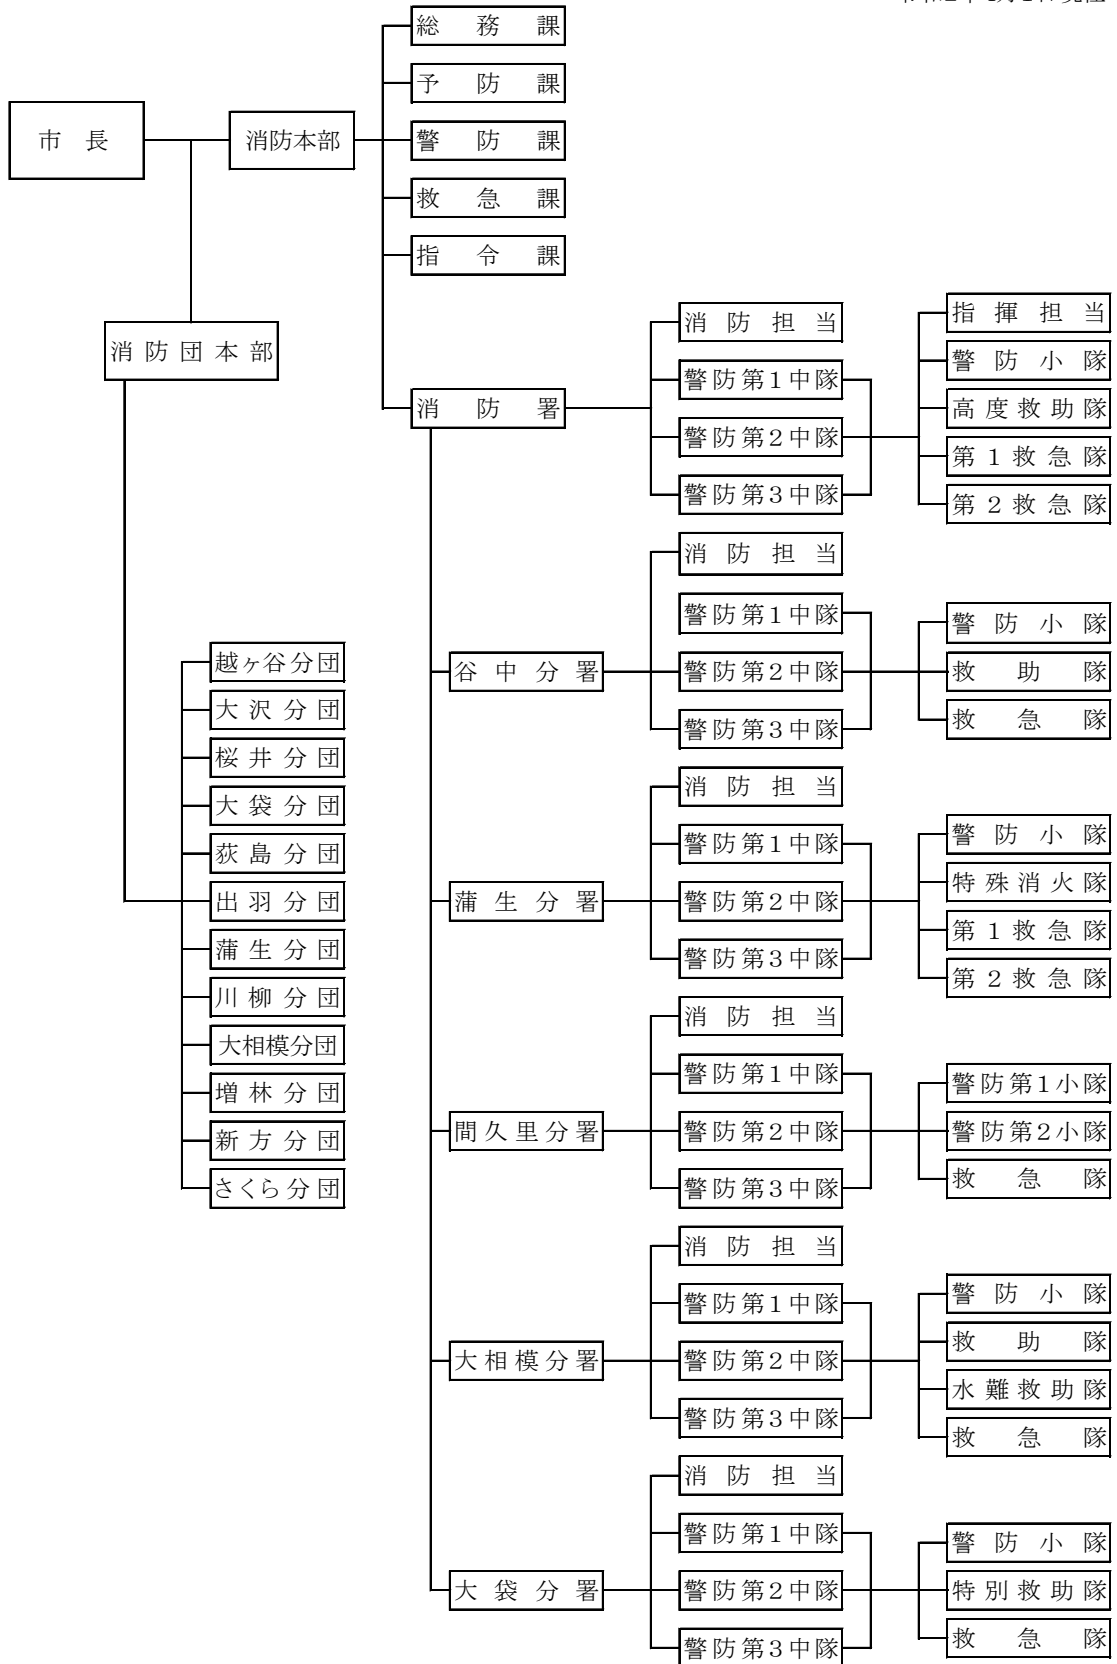 総務課
予防課
市長
消防本部
警防課
救急課
指令課
消防団本部
消防署
消防担当
警防第1中隊
警防第2中隊
警防第3中隊
指揮担当
警防小隊
高度救助隊
第1救急隊
第2救急隊
谷中分署
消防担当
警防第1中隊
警防第2中隊
警防第3中隊
警防小隊
救助隊
救急隊
蒲生分署
消防担当
警防第1中隊
警防第2中隊
警防第3中隊
警防小隊
特殊消火隊
第1救急隊
第2救急隊
間久里分署
消防担当
警防第1中隊
警防第2中隊
警防第3中隊
警防第1小隊
警防第2小隊
救急隊
大相模分署
消防担当
警防第1中隊
警防第2中隊
警防第3中隊
警防小隊
救助隊
水難救助隊
救急隊
大袋分署
消防担当
警防第1中隊
警防第2中隊
警防第3中隊
警防小隊
特別救助隊
救急隊
越ヶ谷分団
大沢分団
桜井分団
大袋分団
荻島分団
出羽分団
蒲生分団
川柳分団
大相模分団
増林分団
新方分団
さくら分団